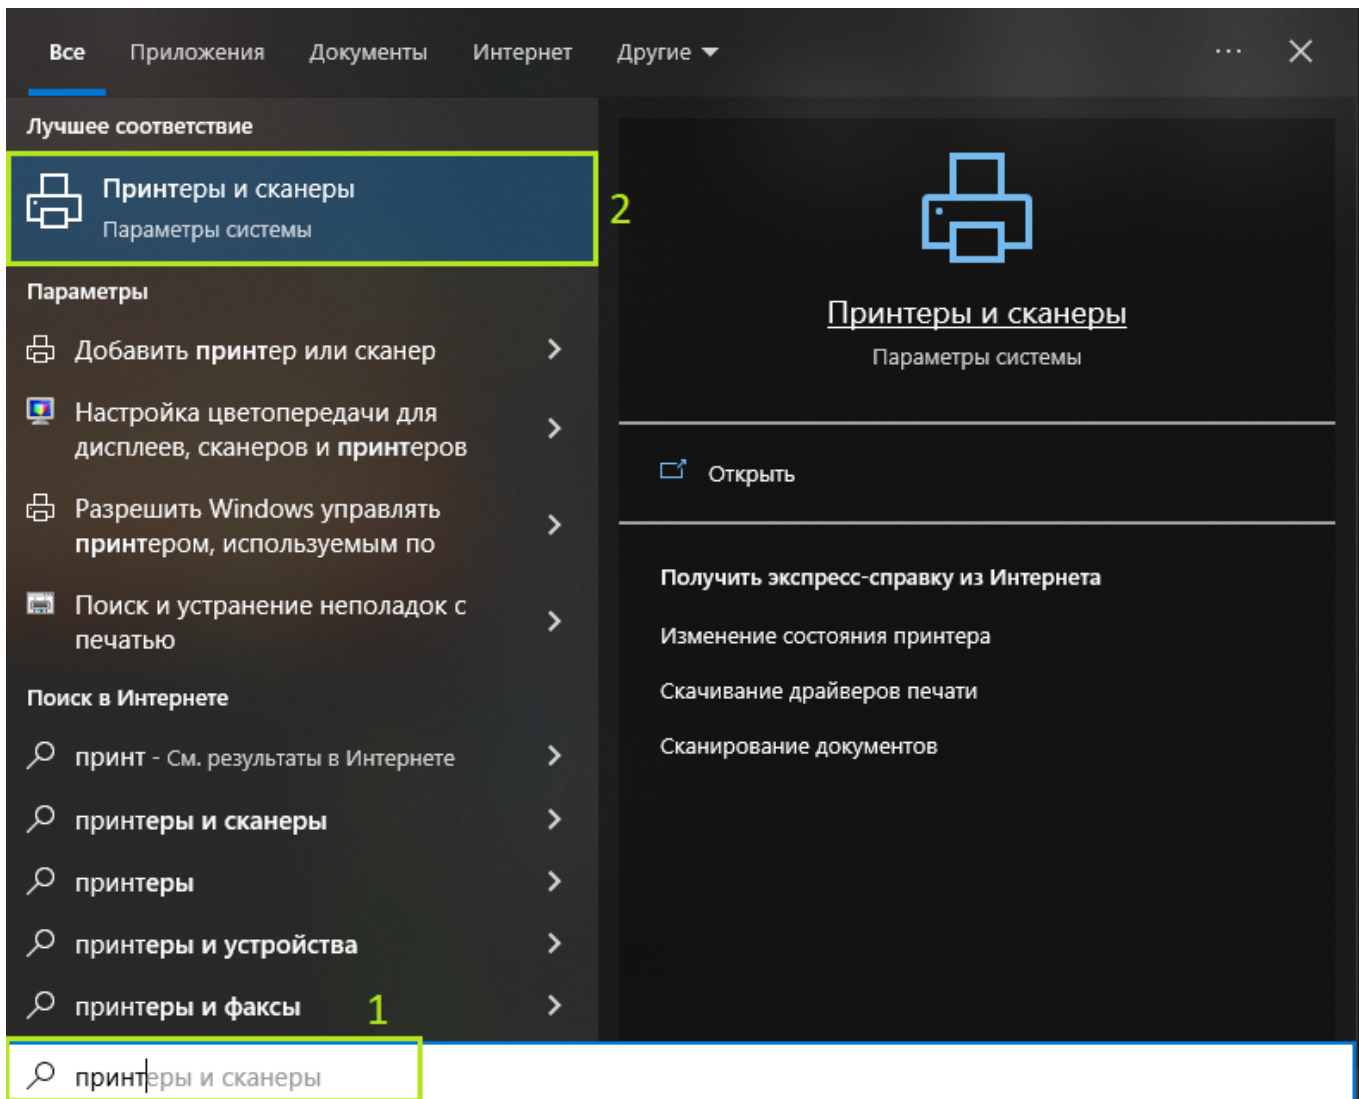 Все Приложения Документы Интернет Другие ...
Лучшее соответствие
Принтеры и сканеры
Параметры системы
2
Параметры
Добавить принтер или сканер
Настройка цветопередачи для
дисплеев, сканеров и принтеров
Разрешить Windows управлять
принтером, используемым по
Поиск и устранение неполадок с
печатью
Поиск в Интернете
принт - См. результаты в Интернете
принтеры и сканеры
принтеры
принтеры и устройства
принтеры и факсы
1
принтеры и сканеры
Принтеры и сканеры
Параметры системы
Открыть
Получить экспресс-справку из Интернета
Изменение состояния принтера
Скачивание драйверов печати
Сканирование документов